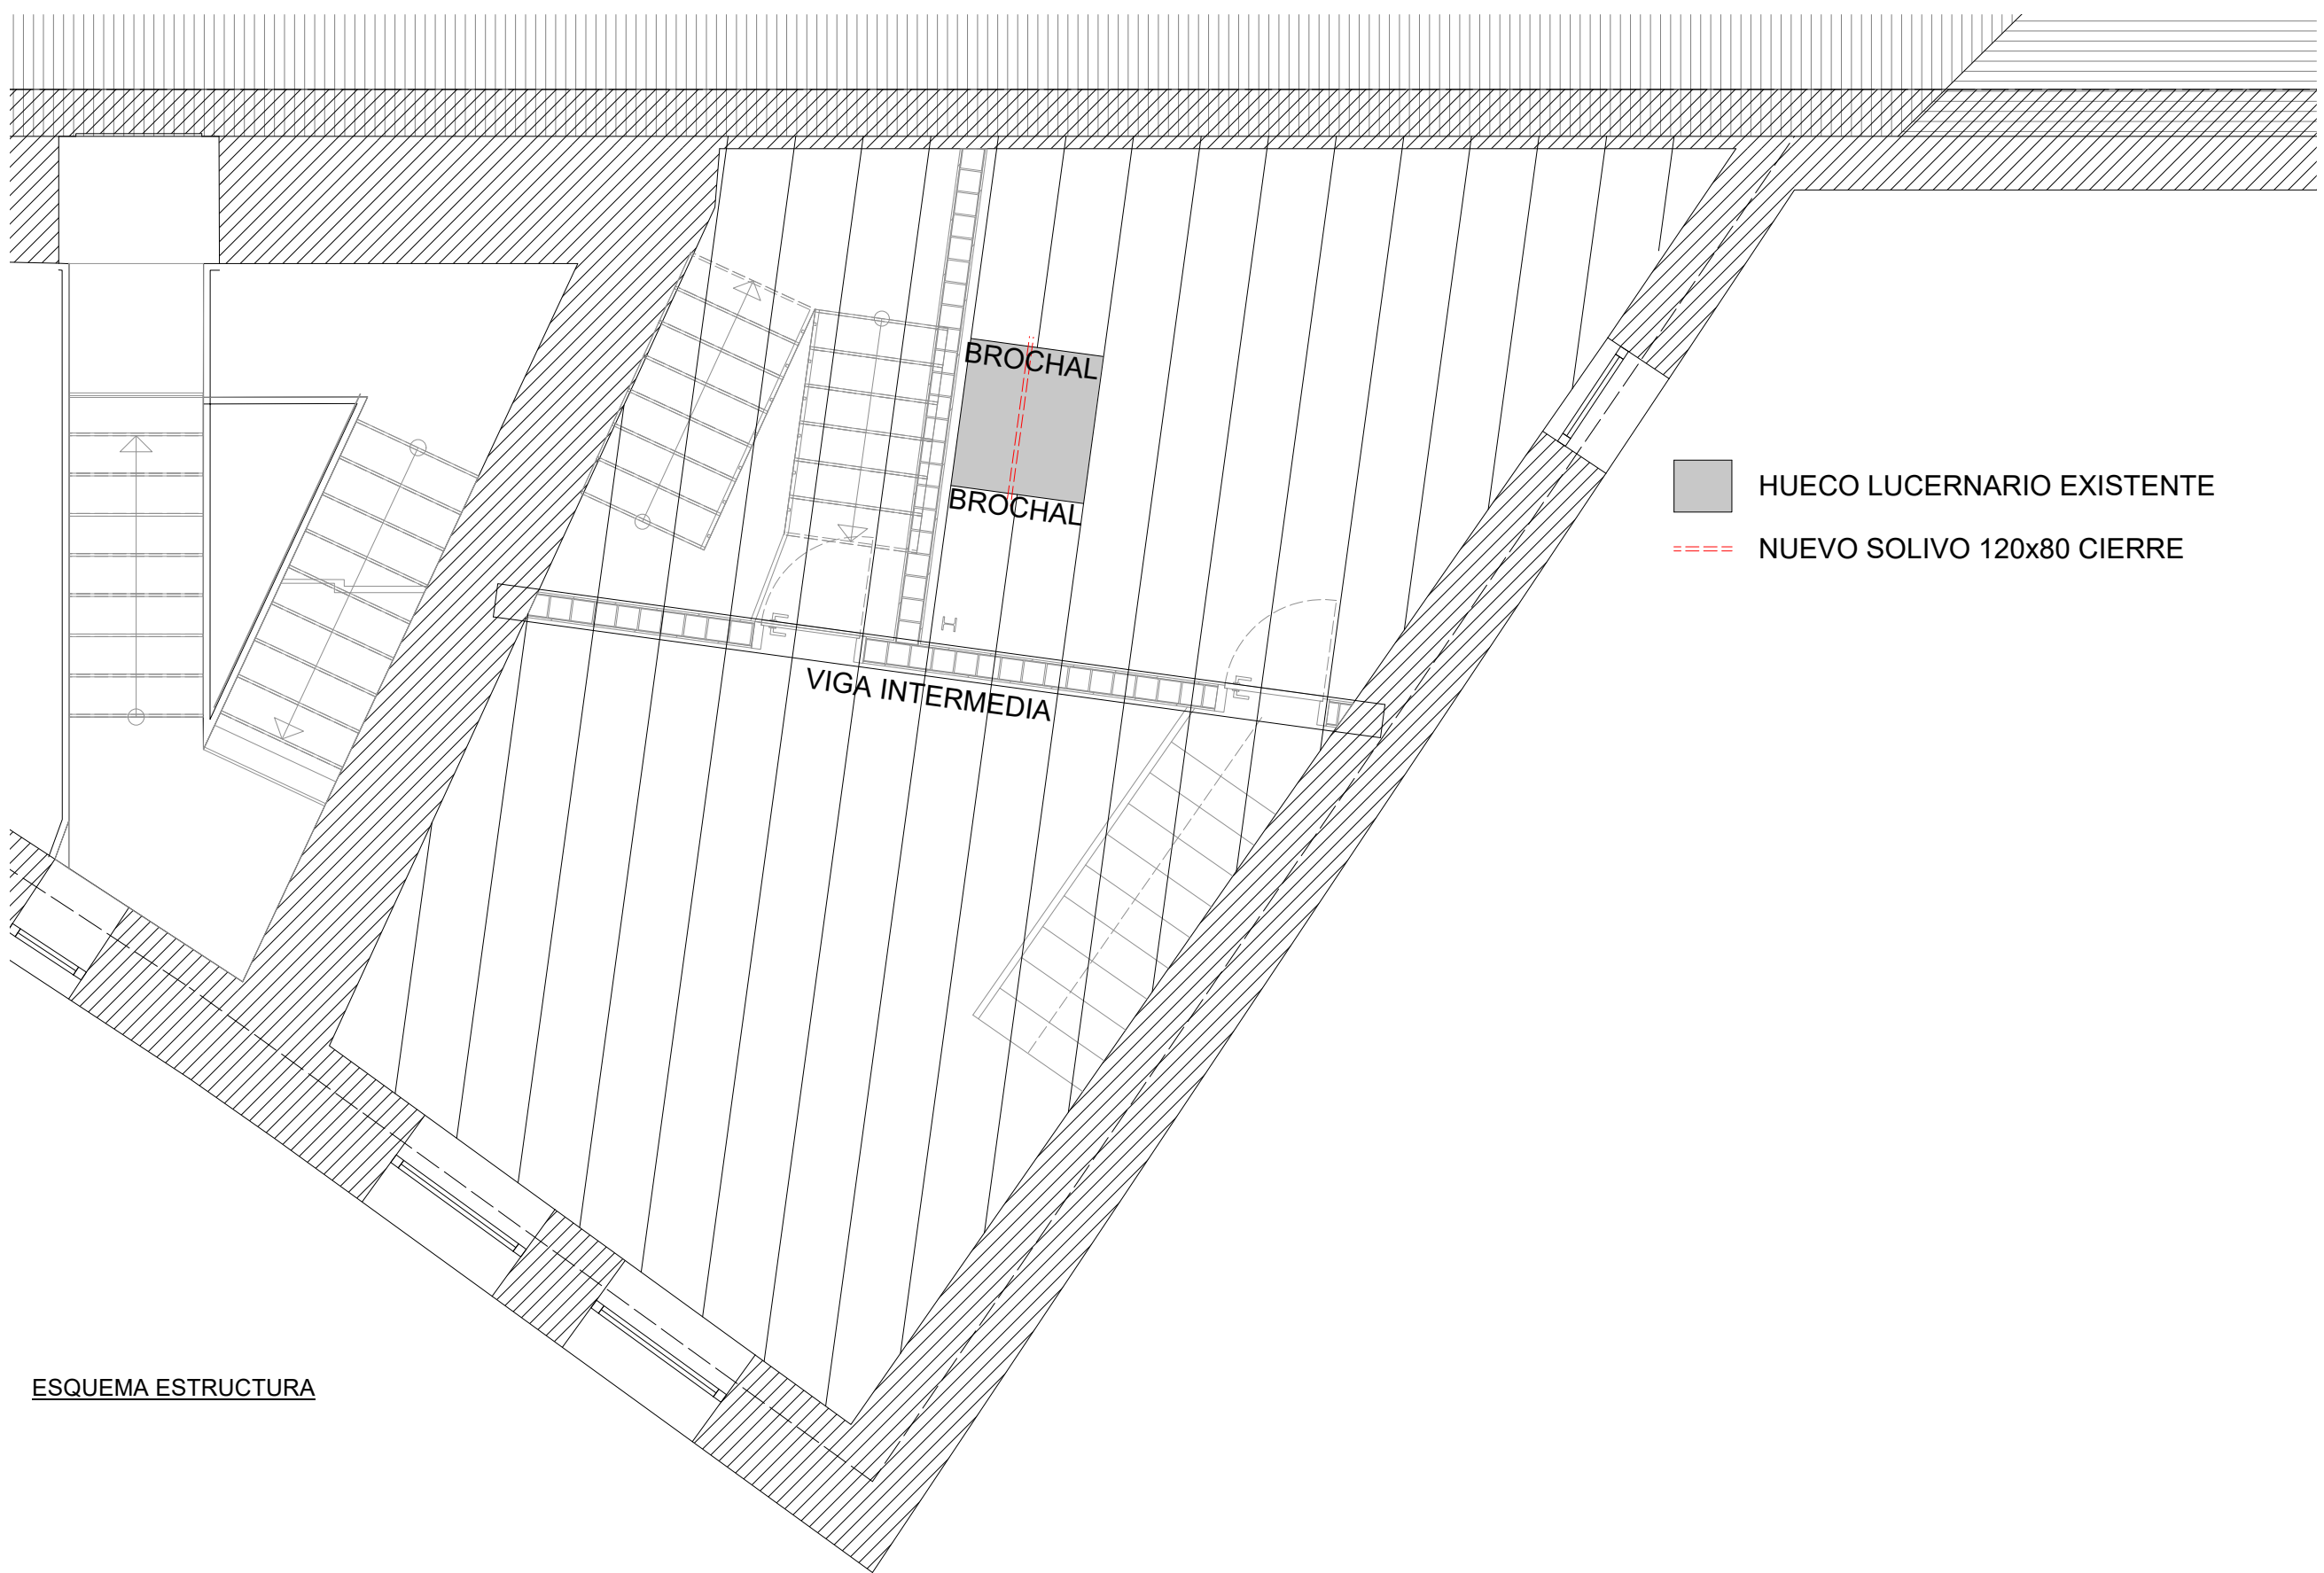 BROCHAL
BROCHAL
HUECO LUCERNARIO EXISTENTE
NUEVO SOLIVO 120x80 CIERRE
E
H
E
VIGA INTERMEDIA
ESQUEMA ESTRUCTURA